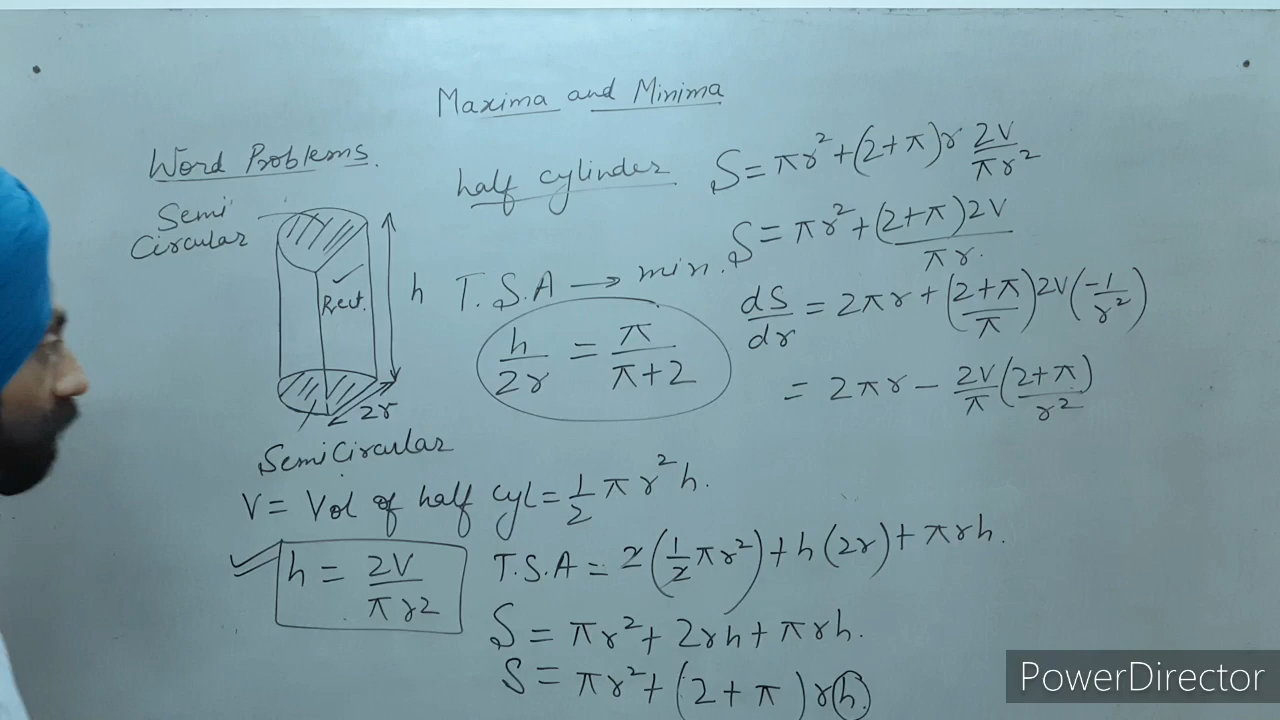 Maxima and Minima
Word Problems.
half cylinder
Semi
Circular
Rect.
h
2r
SemiCircular
T.S.A → min.
h/2r = π/(π+2)
V = Vol of half cyl = 1/2 πr²h.
h = 2V/πr2
T.S.A = 2(1/2 πr²) + h(2r) + πrh.
S = πr² + 2rh + πrh.
S = πr² + (2+π)rh.
S = πr² + (2+π)r 2V/πr²
S = πr² + (2+π)2V/πr.
dS/dr = 2πr + (2+π/π)2V(-1/r²)
= 2πr - 2V/π (2+π/r²)
PowerDirector